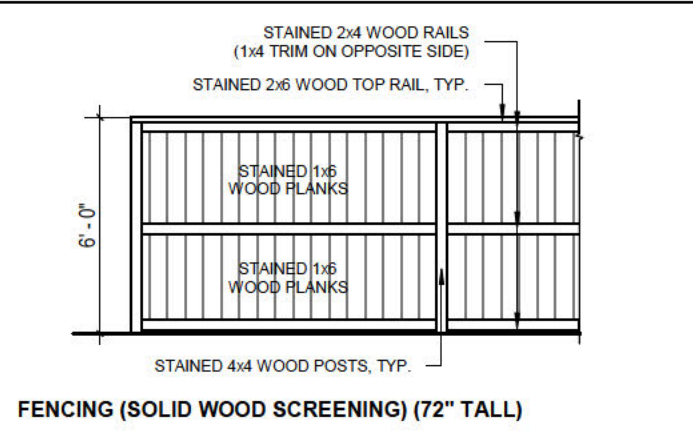 STAINED 2x4 WOOD RAILS
(1x4 TRIM ON OPPOSITE SIDE)
STAINED 2x6 WOOD TOP RAIL, TYP.
STAINED 1x6
WOOD PLANKS
6' - 0"
STAINED 1x6
WOOD PLANKS
STAINED 4x4 WOOD POSTS, TYP.
FENCING (SOLID WOOD SCREENING) (72" TALL)